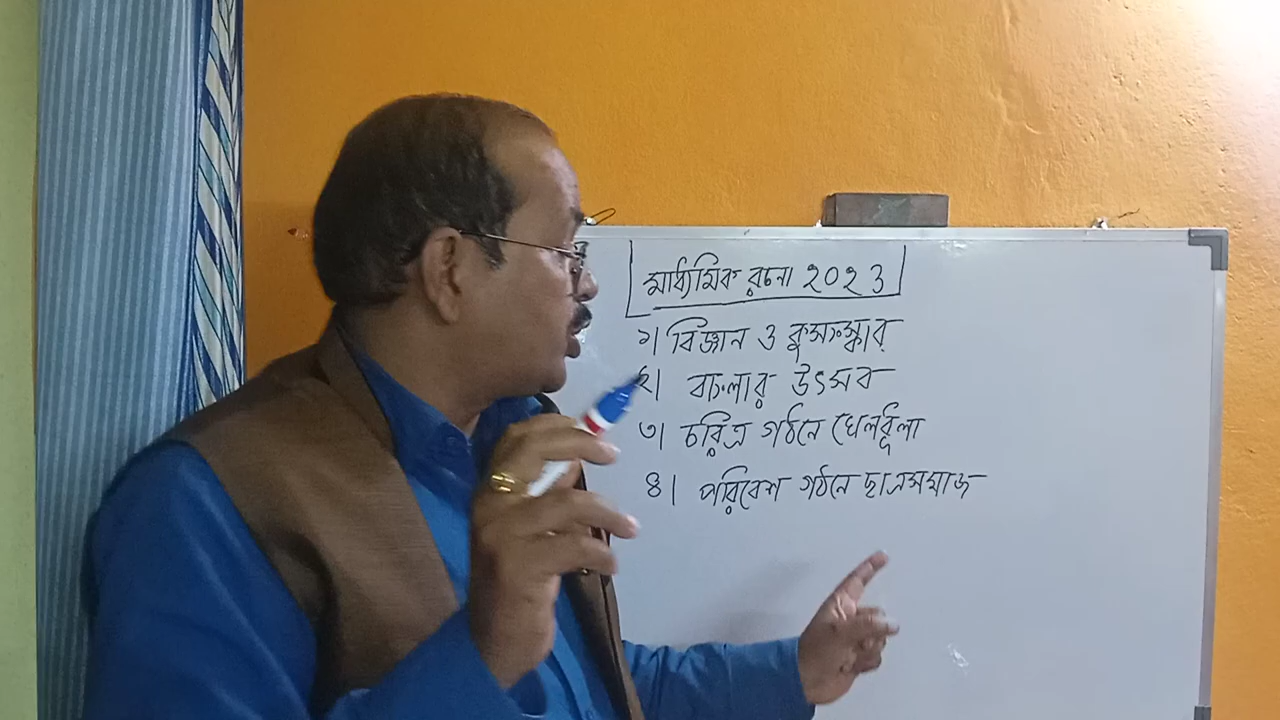 মাধ্যমিক রচনা ২০২৩
১। বিজ্ঞান ও কুসংস্কার
২। বাংলার উৎসব
৩। চরিত্র গঠনে খেলাধূলা
৪। পরিবেশ গঠনে ছাত্রসমাজ